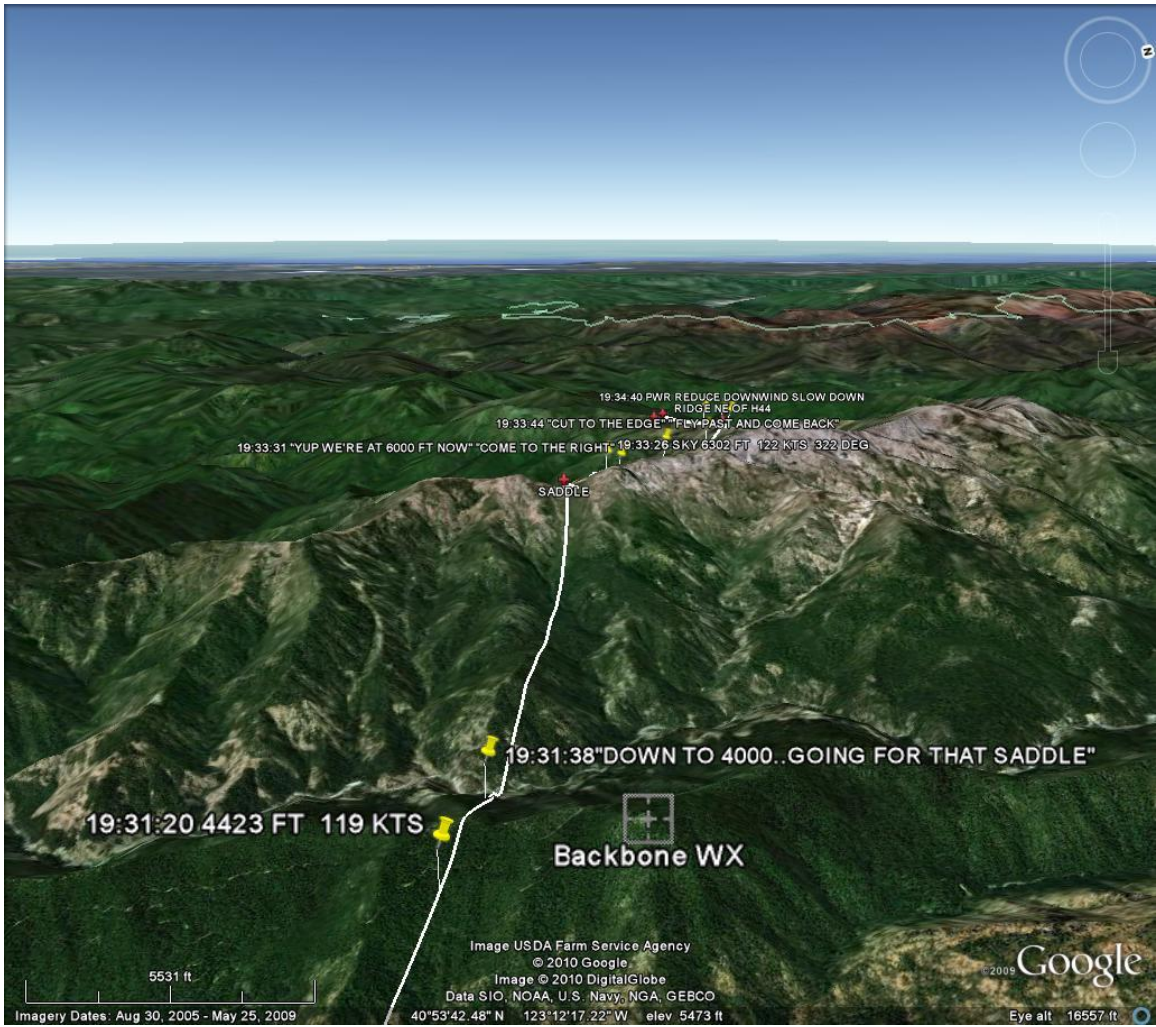 N
19:34:40 PWR REDUCE DOWNWIND SLOW DOWN
RIDGE NE OF H44
19:33:44 "CUT TO THE EDGE" "FLY PAST AND COME BACK"
19:33:31 "YUP WE'RE AT 6000 FT NOW" "COME TO THE RIGHT"
19:33:26 SKY 6302 FT 122 KTS 322 DEG
SADDLE
19:31:38"DOWN TO 4000..GOING FOR THAT SADDLE"
19:31:20 4423 FT 119 KTS
Backbone WX
Image USDA Farm Service Agency
© 2010 Google
Image © 2010 DigitalGlobe
Data SIO, NOAA, U.S. Navy, NGA, GEBCO
©2009 Google
5531 ft
Imagery Dates: Aug 30, 2005 - May 25, 2009
40°53'42.48" N 123°12'17.22" W elev 5473 ft
Eye alt 16557 ft